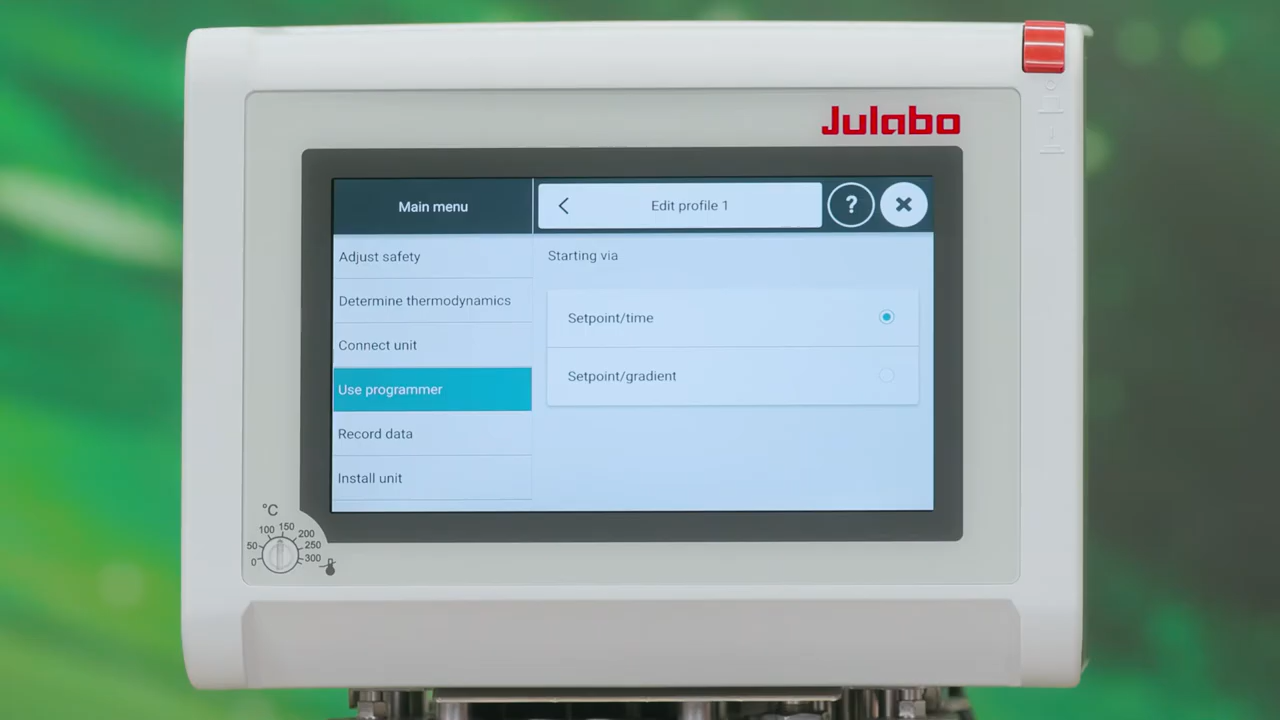 Julabo
Main menu
Edit profile 1
?
Adjust safety
Determine thermodynamics
Connect unit
Use programmer
Record data
Install unit
Starting via
Setpoint/time
Setpoint/gradient
°C
0
50
100
150
200
250
300